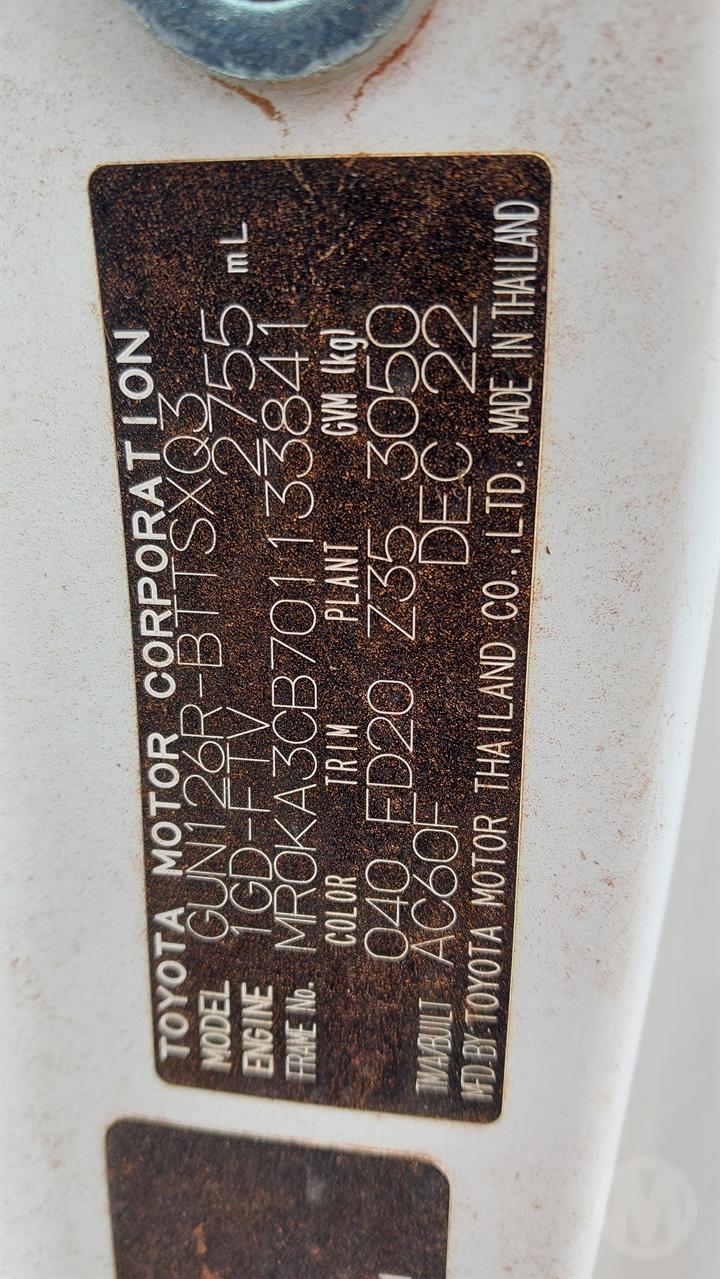 TOYOTA MOTOR CORPORATION
MODEL GUN126R-BTTSXQ3
ENGINE 1GD-FTV 2755 mL
FRAME No. MR0KA3CB701133841
COLOR TRIM PLANT GVM (kg)
040 FD20 Z35 3050
TM/A/BUILT AC60F DEC 22
MFD.BY:TOYOTA MOTOR THAILAND CO.,LTD. MADE IN THAILAND
M